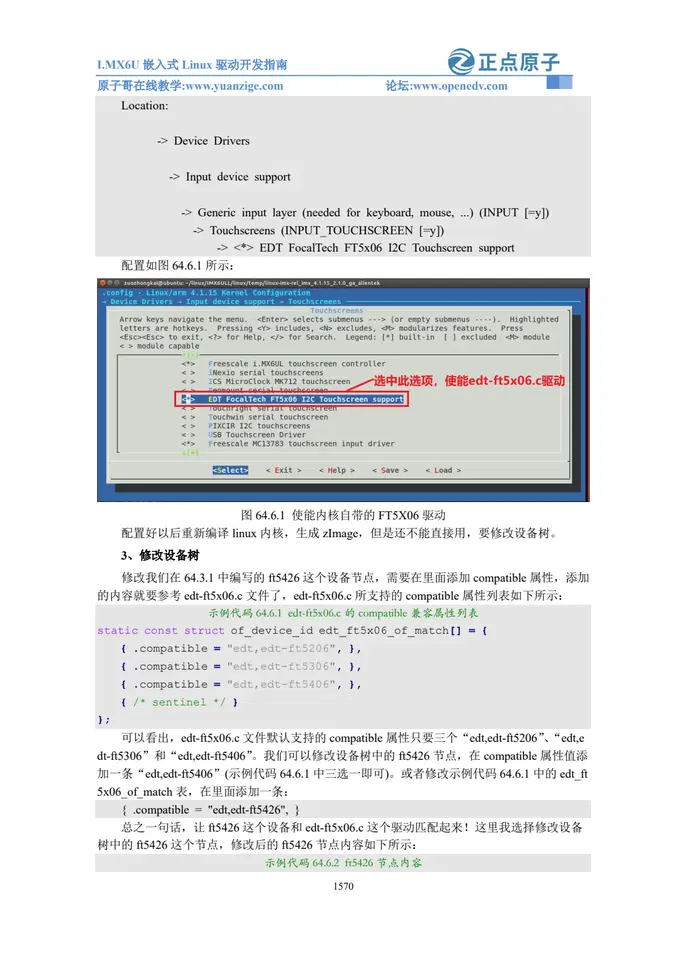 I.MX6U 嵌入式 Linux 驱动开发指南
正点原子
原子哥在线教学:www.yuanzige.com 论坛:www.openedv.com
Location:
-> Device Drivers
-> Input device support
-> Generic input layer (needed for keyboard, mouse, ...) (INPUT [=y])
-> Touchscreens (INPUT_TOUCHSCREEN [=y])
-> <*> EDT FocalTech FT5x06 I2C Touchscreen support
配置如图 64.6.1 所示：
zuozhongkai@ubuntu: ~/linux/IMX6ULL/linux/temp/linux-imx-rel_imx_4.1.15_2.1.0_ga_alientek
.config - Linux/arm 4.1.15 Kernel Configuration
→ Device Drivers → Input device support → Touchscreens
Touchscreens
Arrow keys navigate the menu. <Enter> selects submenus ---> (or empty submenus ----). Highlighted
letters are hotkeys. Pressing <Y> includes, <N> excludes, <M> modularizes features. Press
<Esc><Esc> to exit, <?> for Help, </> for Search. Legend: [*] built-in [ ] excluded <M> module
< > module capable
<*> Freescale i.MX6UL touchscreen controller
< > iNexio serial touchscreens
< > ICS MicroClock MK712 touchscreen
Penmount serial touchscreen
选中此选项，使能edt-ft5x06.c驱动
<*> EDT FocalTech FT5x06 I2C Touchscreen support
< > Touchright serial touchscreen
< > Touchwin serial touchscreen
< > PIXCIR I2C touchscreens
< > USB Touchscreen Driver
<*> Freescale MC13783 touchscreen input driver
<Select> < Exit > < Help > < Save > < Load >
图 64.6.1 使能内核自带的 FT5X06 驱动
配置好以后重新编译 linux 内核，生成 zImage，但是还不能直接用，要修改设备树。
3、修改设备树
修改我们在 64.3.1 中编写的 ft5426 这个设备节点，需要在里面添加 compatible 属性，添加
的内容就要参考 edt-ft5x06.c 文件了，edt-ft5x06.c 所支持的 compatible 属性列表如下所示：
示例代码 64.6.1 edt-ft5x06.c 的 compatible 兼容属性列表
static const struct of_device_id edt_ft5x06_of_match[] = {
{ .compatible = "edt,edt-ft5206", },
{ .compatible = "edt,edt-ft5306", },
{ .compatible = "edt,edt-ft5406", },
{ /* sentinel */ }
};
可以看出，edt-ft5x06.c 文件默认支持的 compatible 属性只要三个“edt,edt-ft5206”、“edt,e
dt-ft5306”和“edt,edt-ft5406”。我们可以修改设备树中的 ft5426 节点，在 compatible 属性值添
加一条“edt,edt-ft5406”(示例代码 64.6.1 中三选一即可)。或者修改示例代码 64.6.1 中的 edt_ft
5x06_of_match 表，在里面添加一条：
{ .compatible = "edt,edt-ft5426", }
总之一句话，让 ft5426 这个设备和 edt-ft5x06.c 这个驱动匹配起来！这里我选择修改设备
树中的 ft5426 这个节点，修改后的 ft5426 节点内容如下所示：
示例代码 64.6.2 ft5426 节点内容
1570